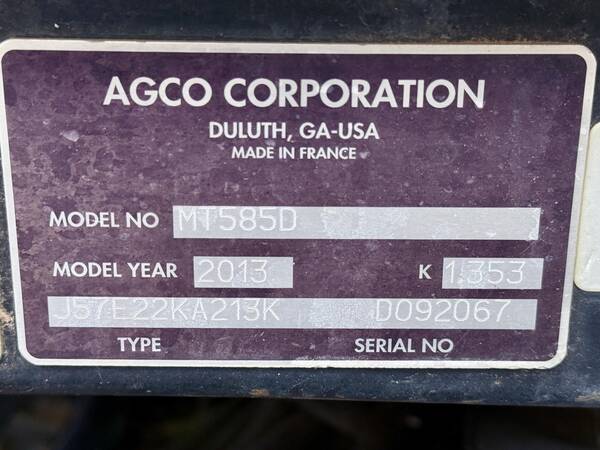 AGCO CORPORATION
DULUTH, GA-USA
MADE IN FRANCE
MODEL NO MT585D
MODEL YEAR 2013 K 1.353
J57E22KA213K D092067
TYPE SERIAL NO